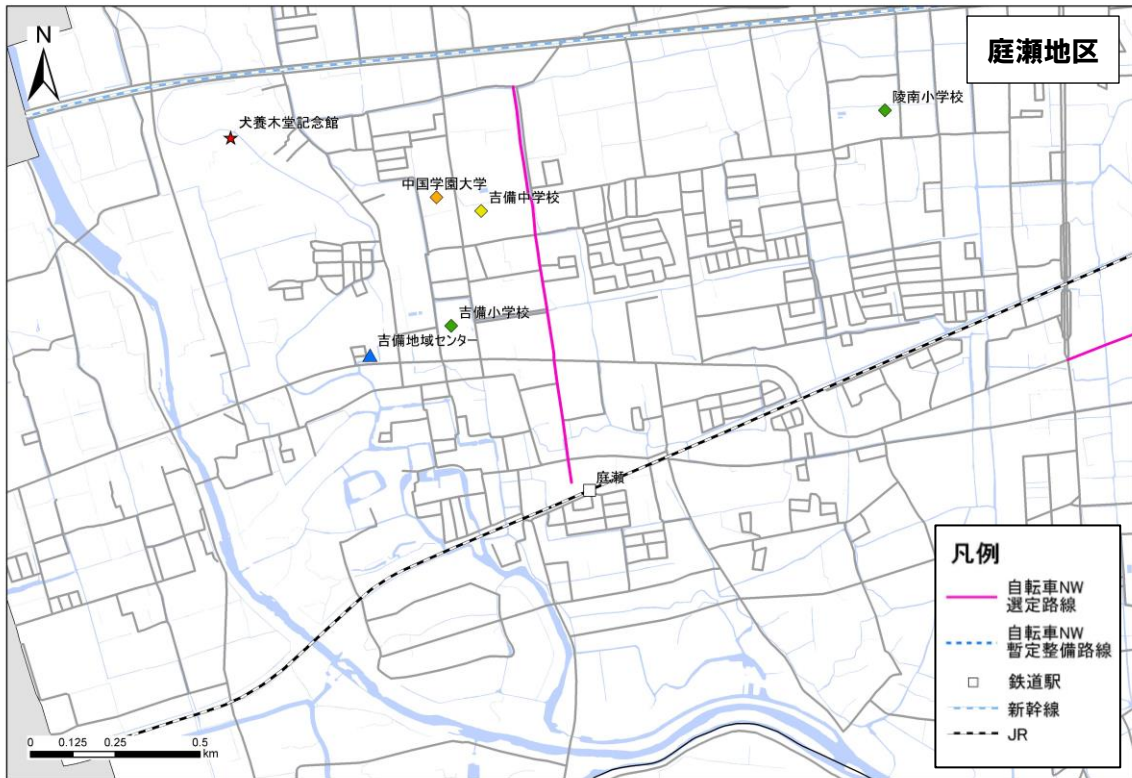 庭瀬地区
N
陵南小学校
犬養木堂記念館
中国学園大学
吉備中学校
吉備小学校
吉備地域センター
庭瀬
凡例
自転車NW
選定路線
自転車NW
暫定整備路線
鉄道駅
新幹線
JR
0 0.125 0.25 0.5
km